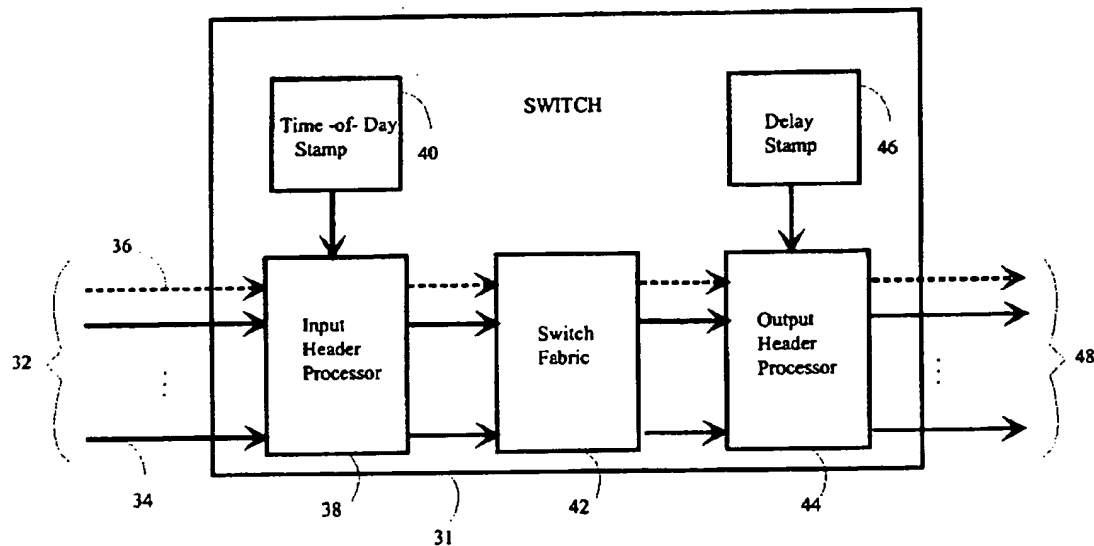 SWITCH
Time -of- Day
Stamp
40
Delay
Stamp
46
36
32
Input
Header
Processor
Switch
Fabric
Output
Header
Processor
48
34
38
31
42
44